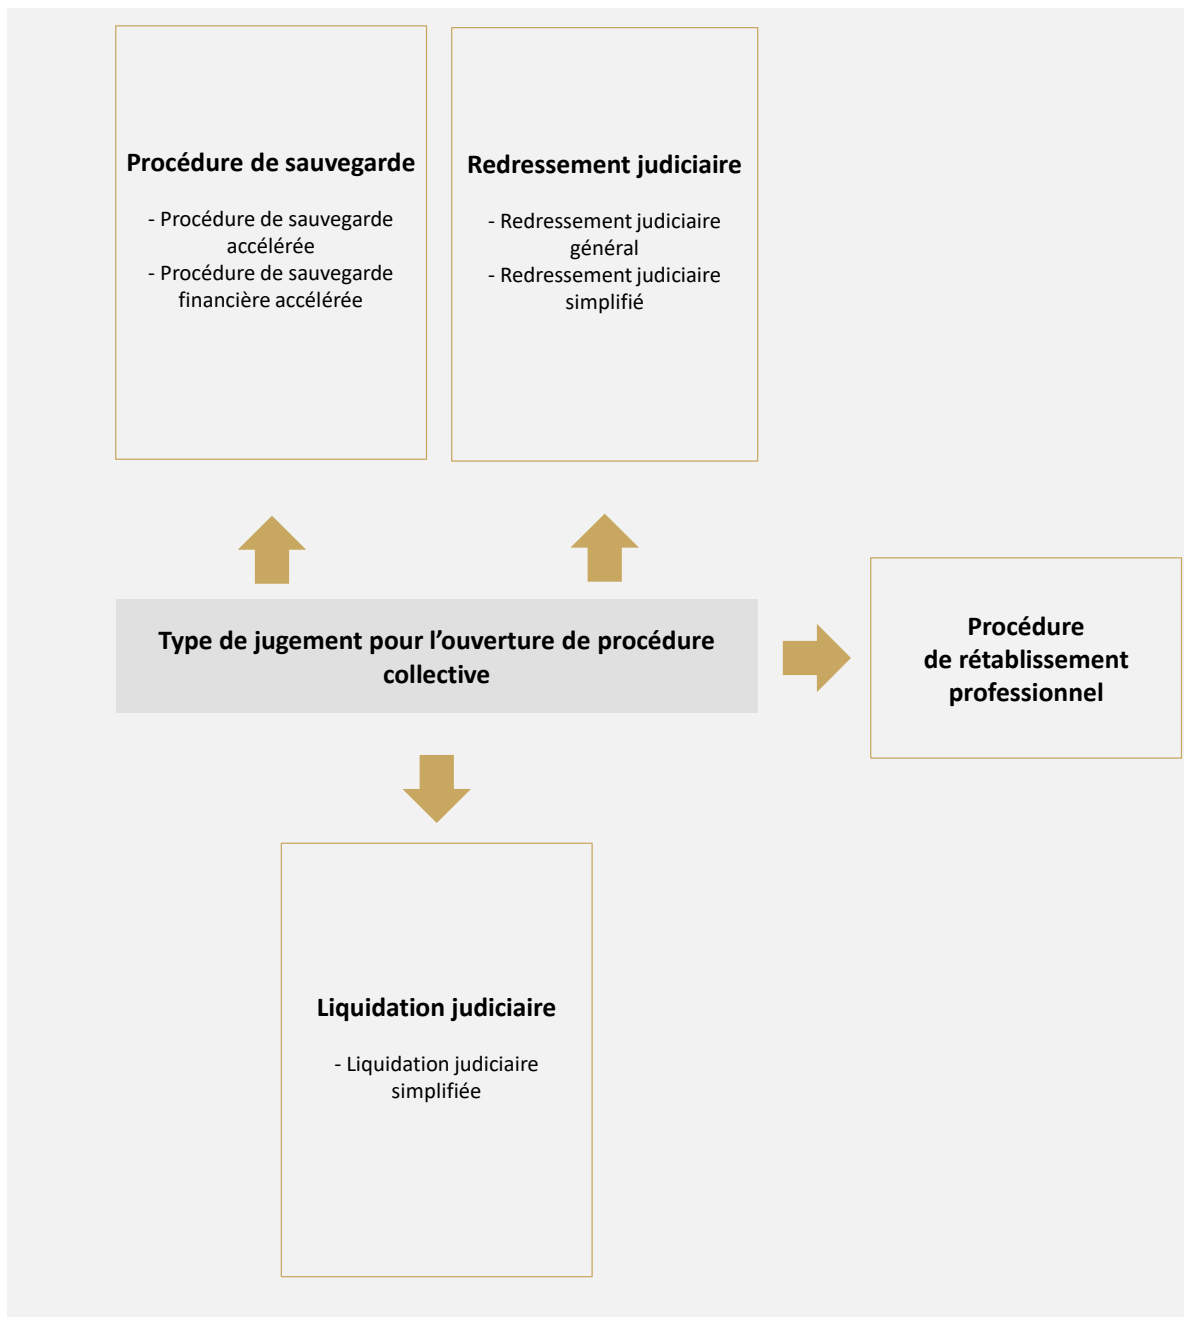 Procédure de sauvegarde
- Procédure de sauvegarde
accélérée
- Procédure de sauvegarde
financière accélérée
Redressement judiciaire
- Redressement judiciaire
général
- Redressement judiciaire
simplifié
Type de jugement pour l’ouverture de procédure
collective
Procédure
de rétablissement
professionnel
Liquidation judiciaire
- Liquidation judiciaire
simplifiée